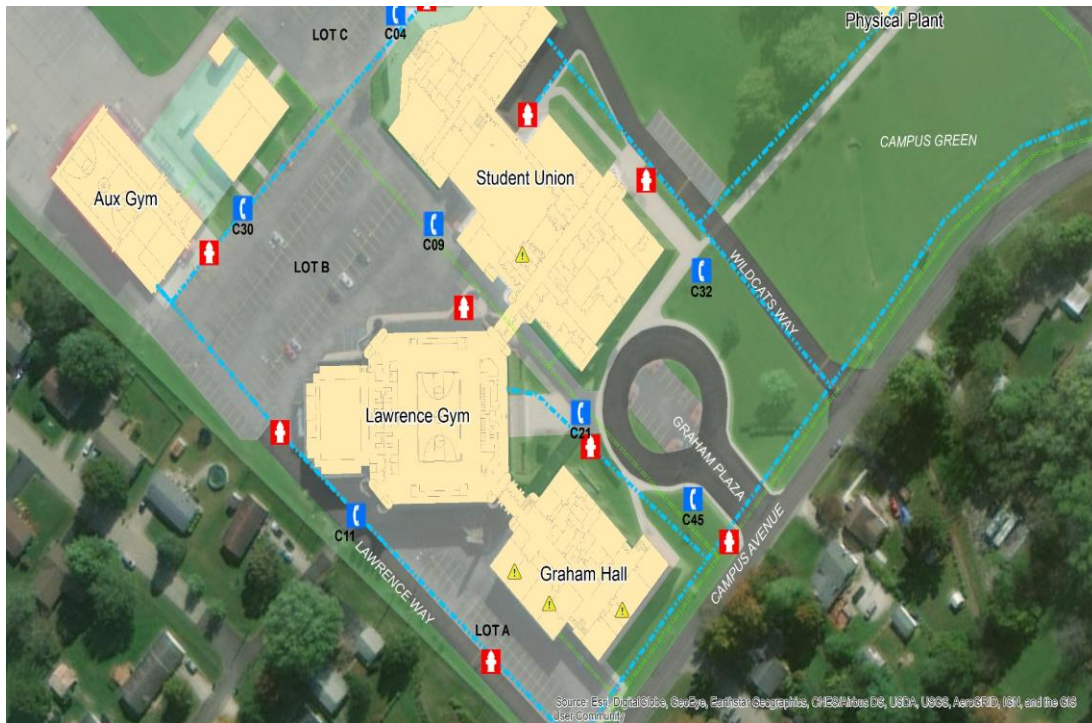 Physical Plant
C04
LOT C
CAMPUS GREEN
Student Union
Aux Gym
C30
C09
LOT B
C32
WILDCATS WAY
Lawrence Gym
C21
GRAHAM PLAZA
C45
C11
CAMPUS AVENUE
LAWRENCE WAY
Graham Hall
LOT A
Source: Esri, DigitalGlobe, GeoEye, Earthstar Geographics, CNES/Airbus DS, USDA, USGS, AeroGRID, IGN, and the GIS
User Community